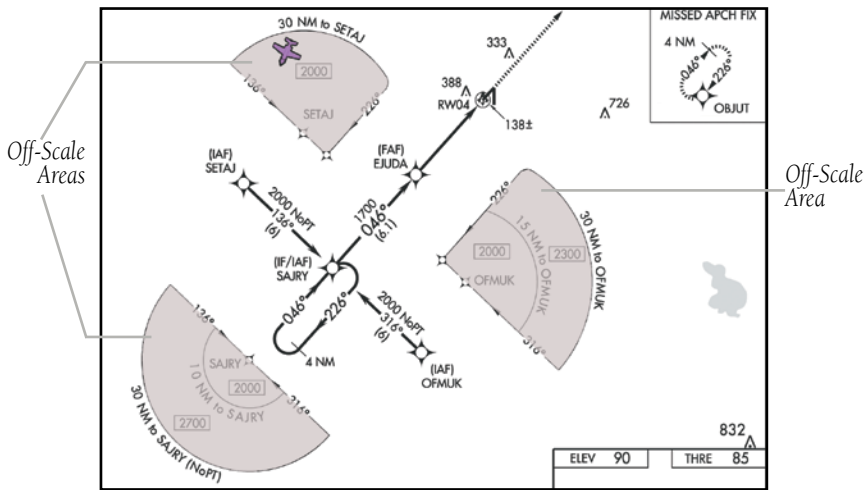 30 NM to SETAJ
2000
136°
226°
SETAJ
MISSED APCH FIX
4 NM
046°
226°
OBJUT
333
388
RW04
138±
726
Off-Scale
Areas
Off-Scale
Area
(IAF)
SETAJ
2000 NoPT
136°
(6)
(FAF)
EJUDA
1700
046°
(6.1)
(IF/IAF)
SAJRY
046°
226°
4 NM
2000 NoPT
316°
(6)
(IAF)
OFMUK
226°
2000
OFMUK
15 NM to OFMUK
2300
30 NM to OFMUK
316°
136°
SAJRY
2000
10 NM to SAJRY
316°
2700
30 NM to SAJRY (NoPT)
832
ELEV 90
THRE 85